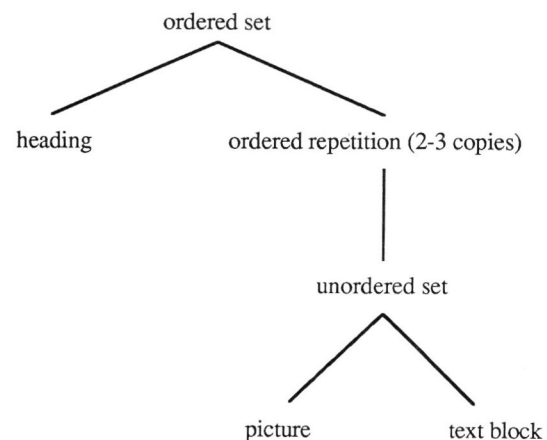 ordered set
heading
ordered repetition (2-3 copies)
unordered set
picture
text block